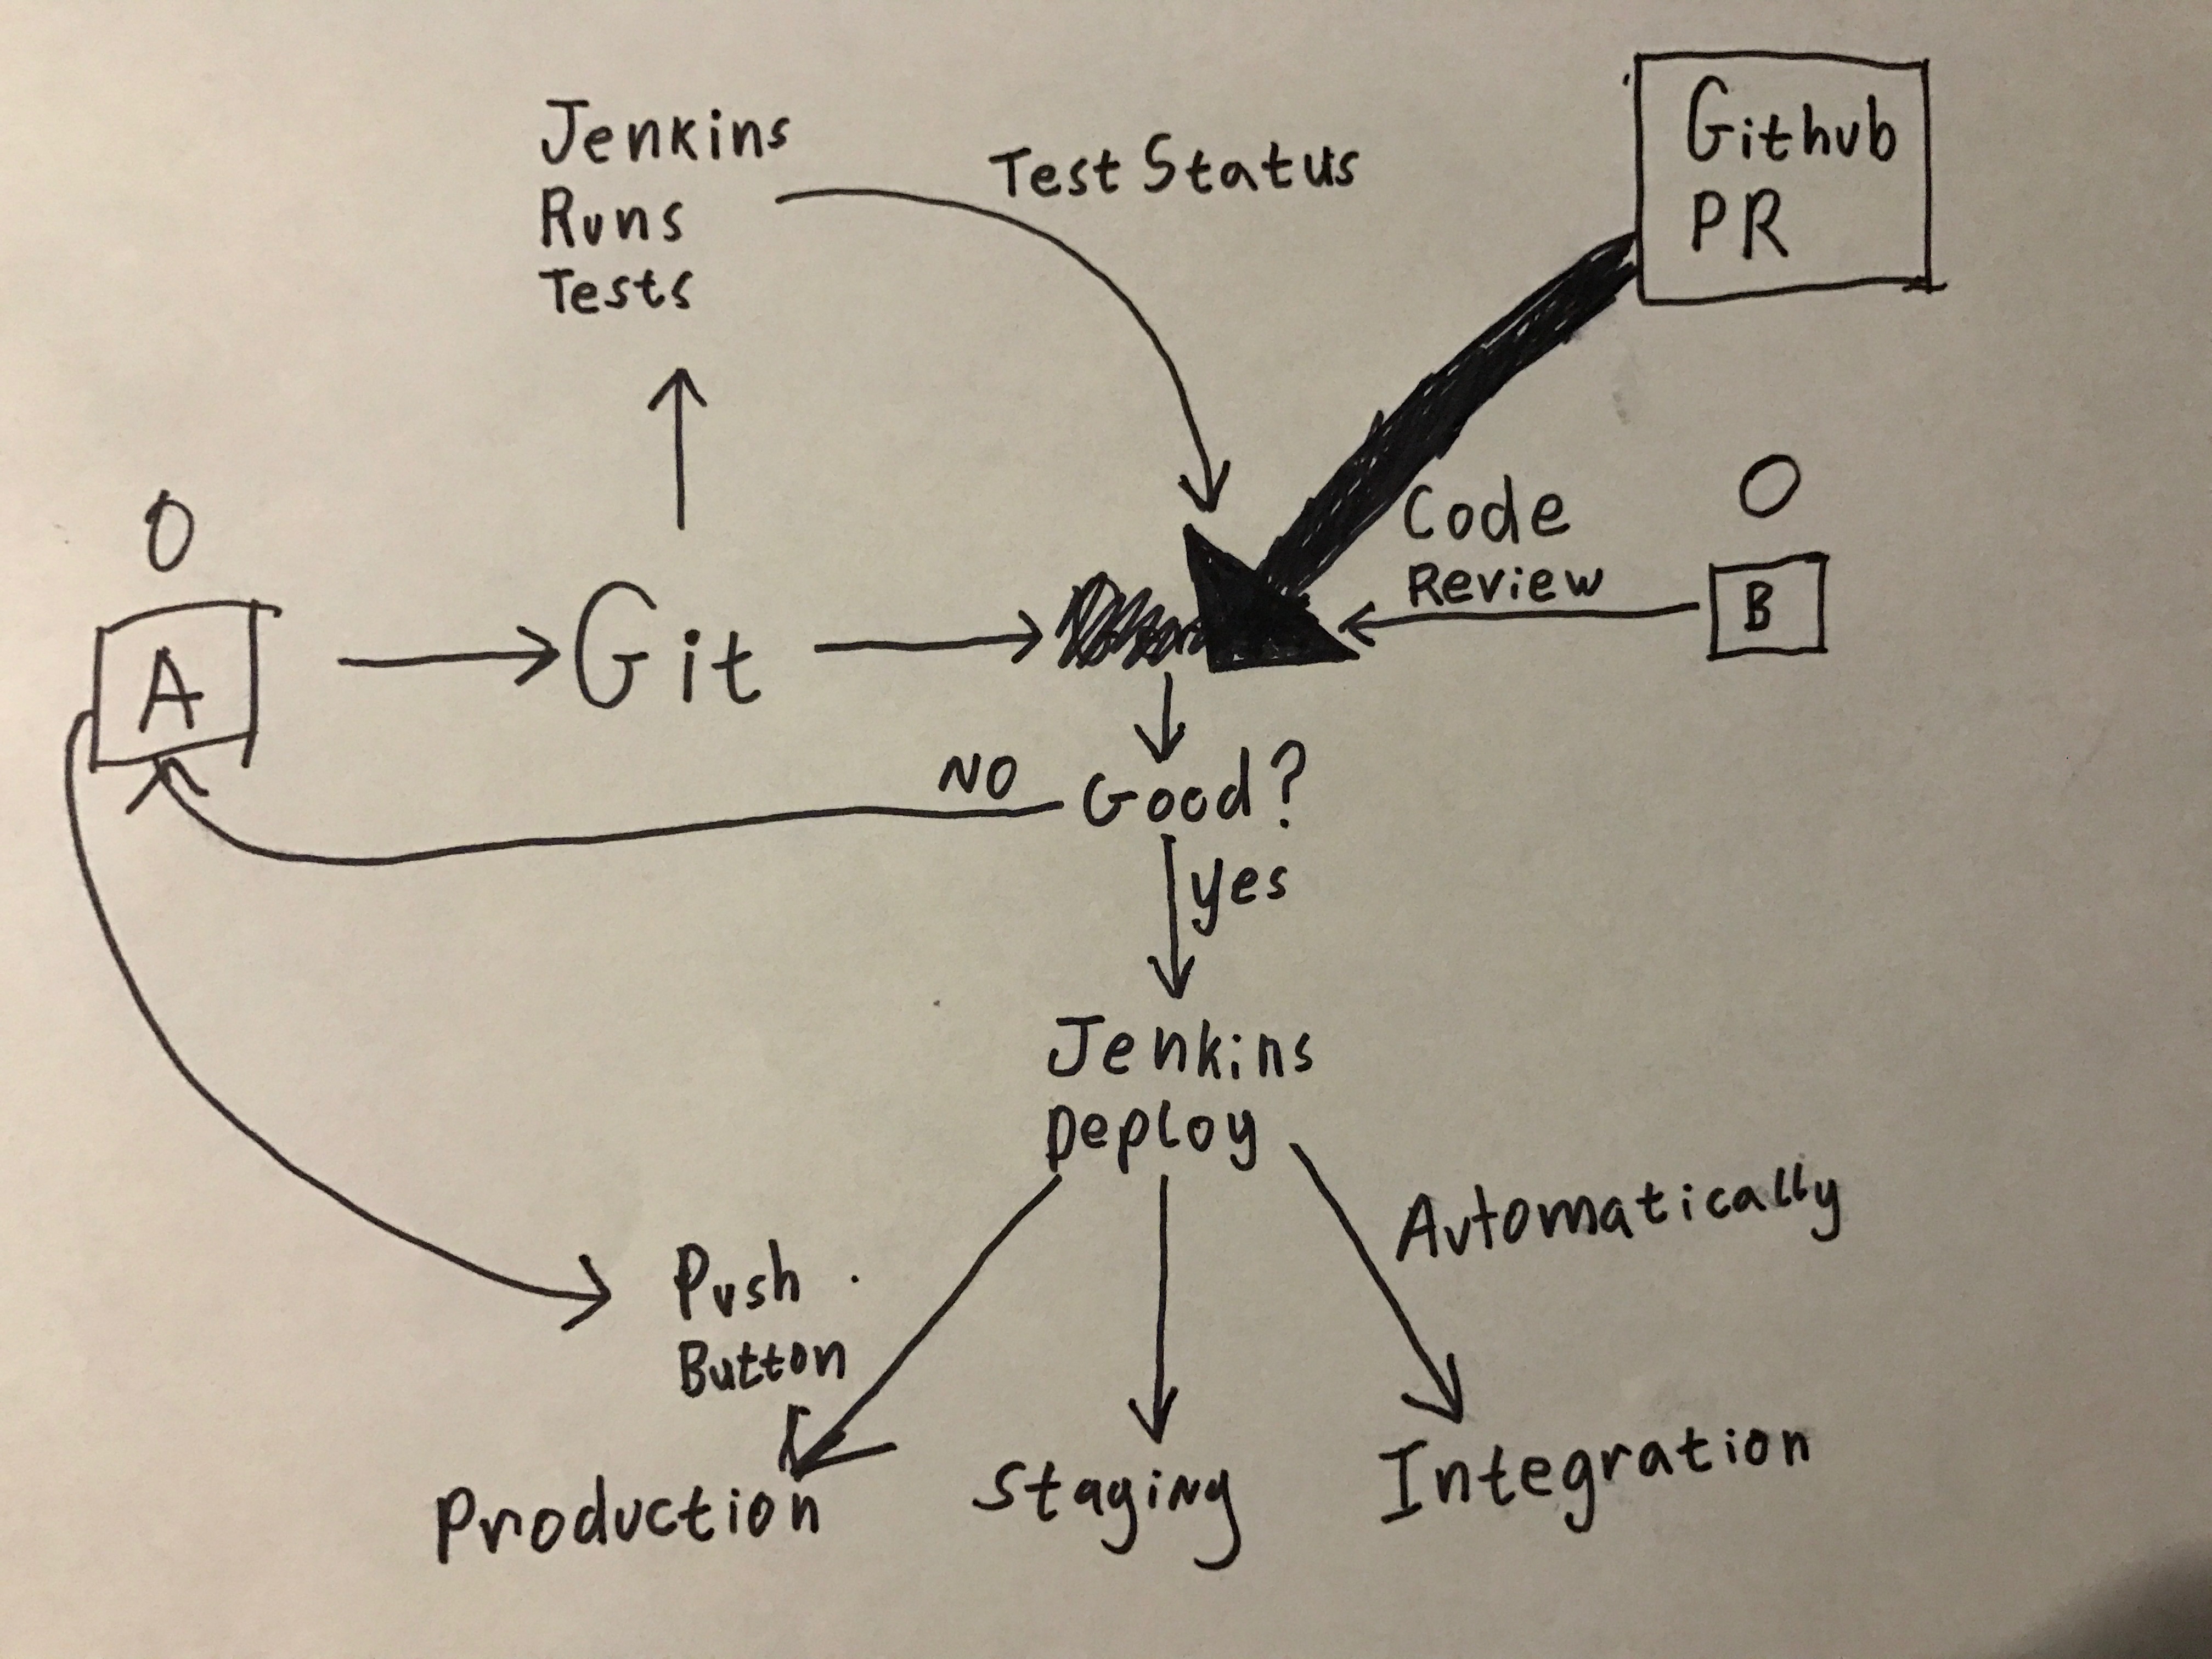 Jenkins
Runs
Tests
Test Status
Github
PR
Code
Review
A
Git
B
NO
Good?
yes
Jenkins
Deploy
Automatically
Push
Button
Production
Staging
Integration